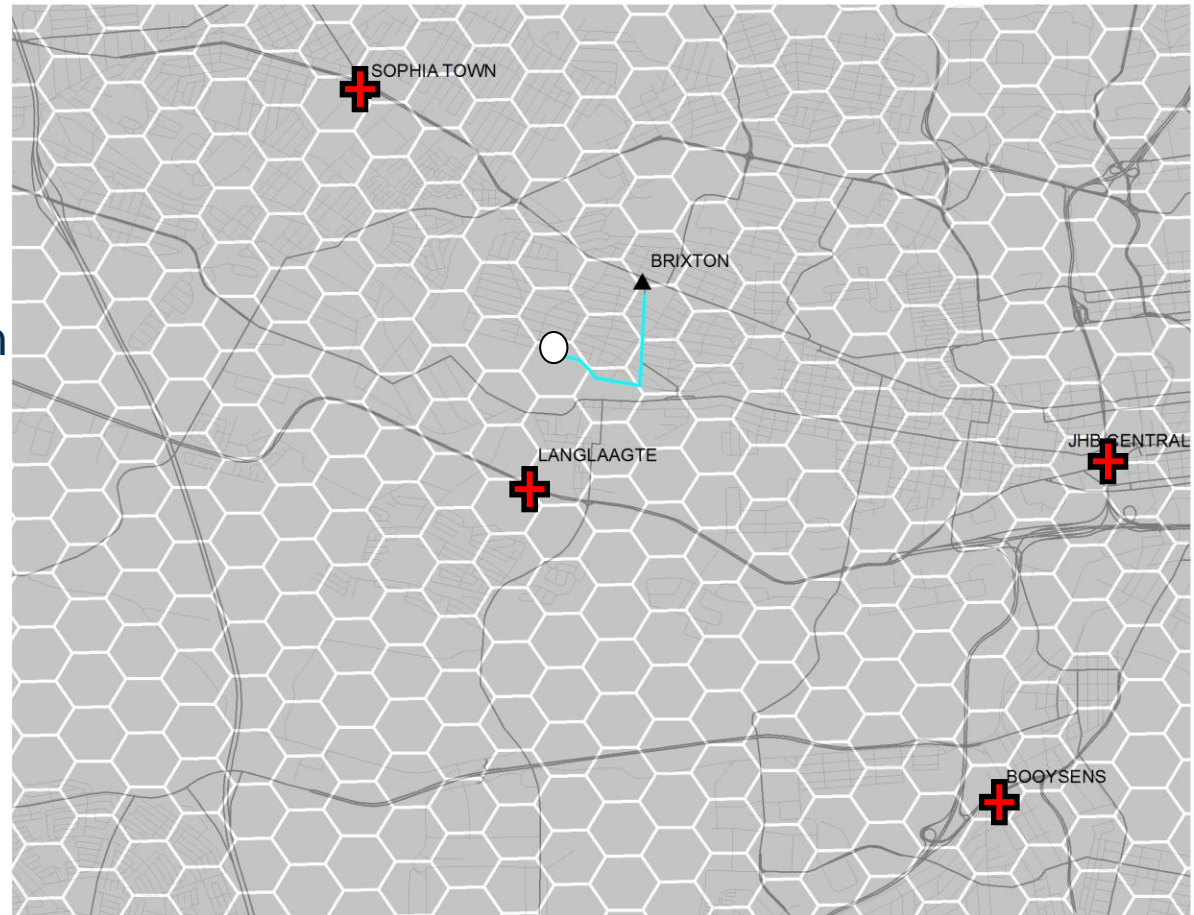 SOPHIA TOWN
BRIXTON
n
LANGLAAGTE
JHB CENTRAL
BOOYSENS